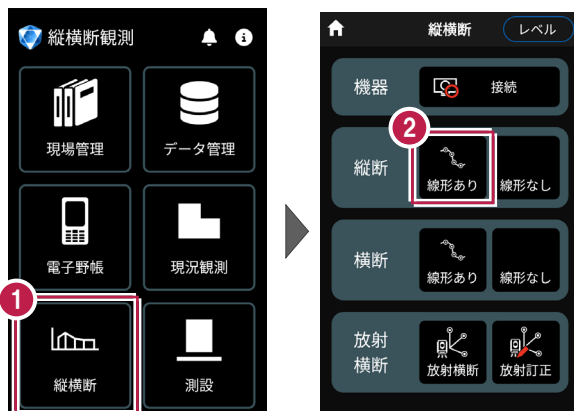 縦横断観測
現場管理
データ管理
電子野帳
現況観測
1
縦横断
測設
縦横断
レベル
機器
接続
2
縦断
線形あり
線形なし
横断
線形あり
線形なし
放射
横断
放射横断
放射訂正